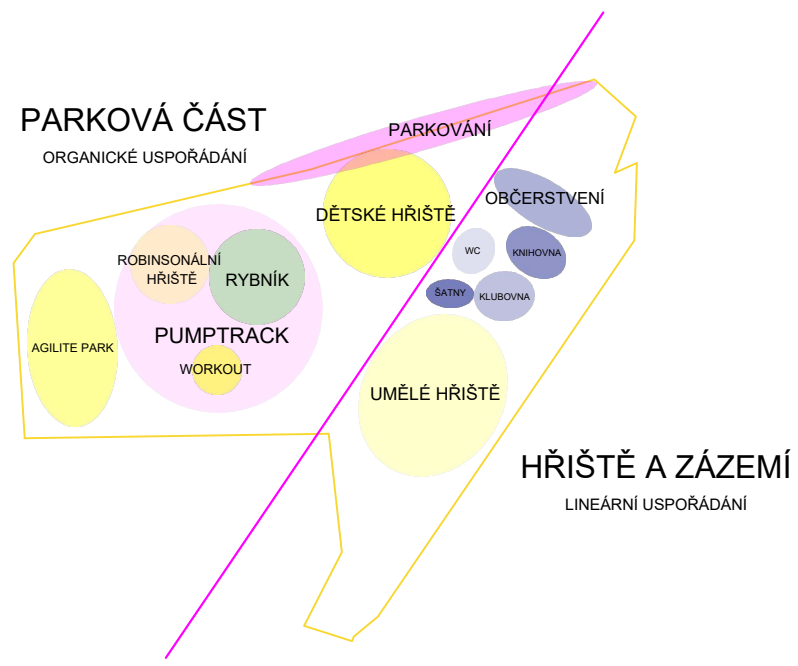 PARKOVÁ ČÁST
ORGANICKÉ USPOŘÁDÁNÍ
PARKOVÁNÍ
DĚTSKÉ HŘIŠTĚ
OBČERSTVENÍ
WC
KNIHOVNA
ROBINSONÁLNÍ
HŘIŠTĚ
RYBNÍK
ŠATNY
KLUBOVNA
PUMPTRACK
AGILITE PARK
WORKOUT
UMĚLÉ HŘIŠTĚ
HŘIŠTĚ A ZÁZEMÍ
LINEÁRNÍ USPOŘÁDÁNÍ